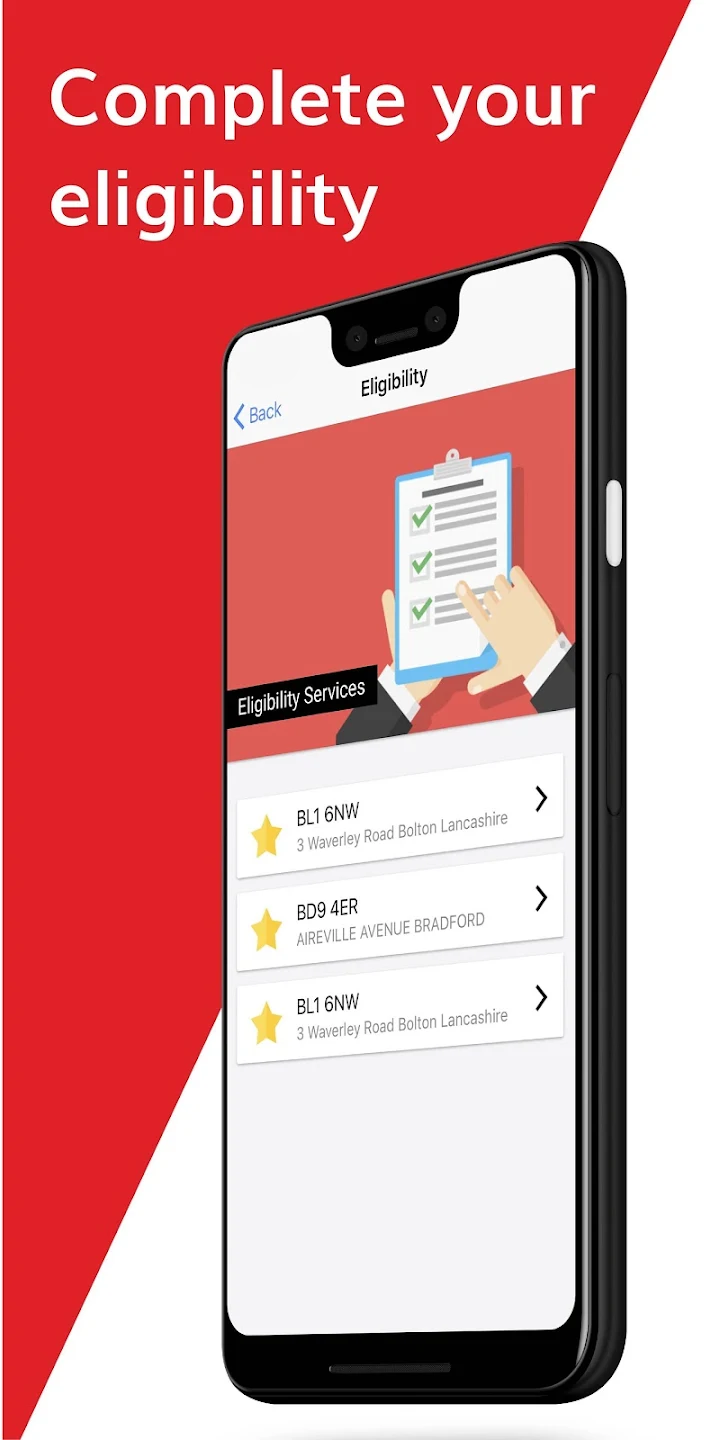 Complete your
eligibility
Eligibility
Back
Eligibility Services
BL1 6NW
3 Waverley Road Bolton Lancashire
BD9 4ER
AIREVILLE AVENUE BRADFORD
BL1 6NW
3 Waverley Road Bolton Lancashire